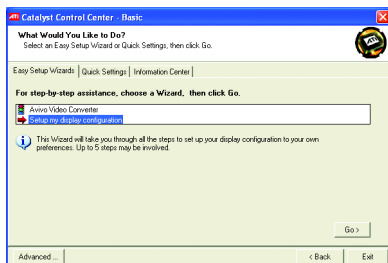 ATI Catalyst Control Center - Basic
What Would You Like to Do?
Select an Easy Setup Wizard or Quick Settings, then click Go.
ATI
Easy Setup Wizards Quick Settings Information Center
For step-by-step assistance, choose a Wizard, then click Go.
Avivo Video Converter
Setup my display configuration
This Wizard will take you through all the steps to set up your display configuration to your own
preferences. Up to 5 steps may be involved.
Go >
Advanced ... < Back Exit